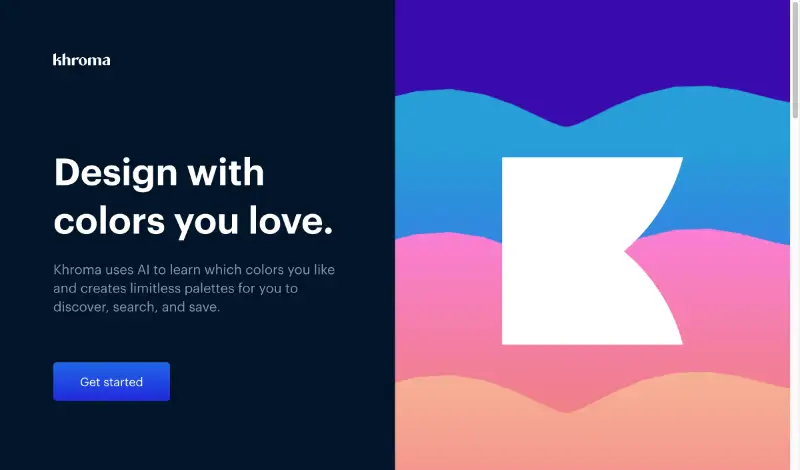 khroma
Design with
colors you love.
Khroma uses AI to learn which colors you like
and creates limitless palettes for you to
discover, search, and save.
Get started